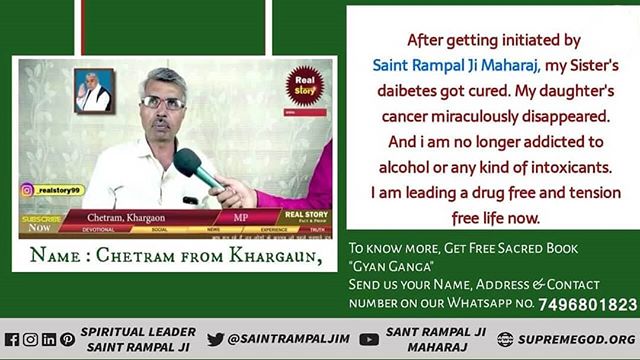 After getting initiated by
Saint Rampal Ji Maharaj, my Sister's
daibetes got cured. My daughter's
cancer miraculously disappeared.
And i am no longer addicted to
alcohol or any kind of intoxicants.
I am leading a drug free and tension
free life now.
Real
Story
_realstory99
SUBSCRIBE
Now
Chetram, Khargaon
MP
REAL STORY
FACT & PROOF
DEVOTIONAL
SOCIAL
NEWS
EXPERIENCE
TRUTH
Name : Chetram from Khargaun,
To know more, Get Free Sacred Book
"Gyan Ganga"
Send us your Name, Address & Contact
number on our Whatsapp no. 7496801823
SPIRITUAL LEADER
SAINT RAMPAL JI
@SAINTRAMPALJIM
SANT RAMPAL JI
MAHARAJ
SUPREMEGOD.ORG